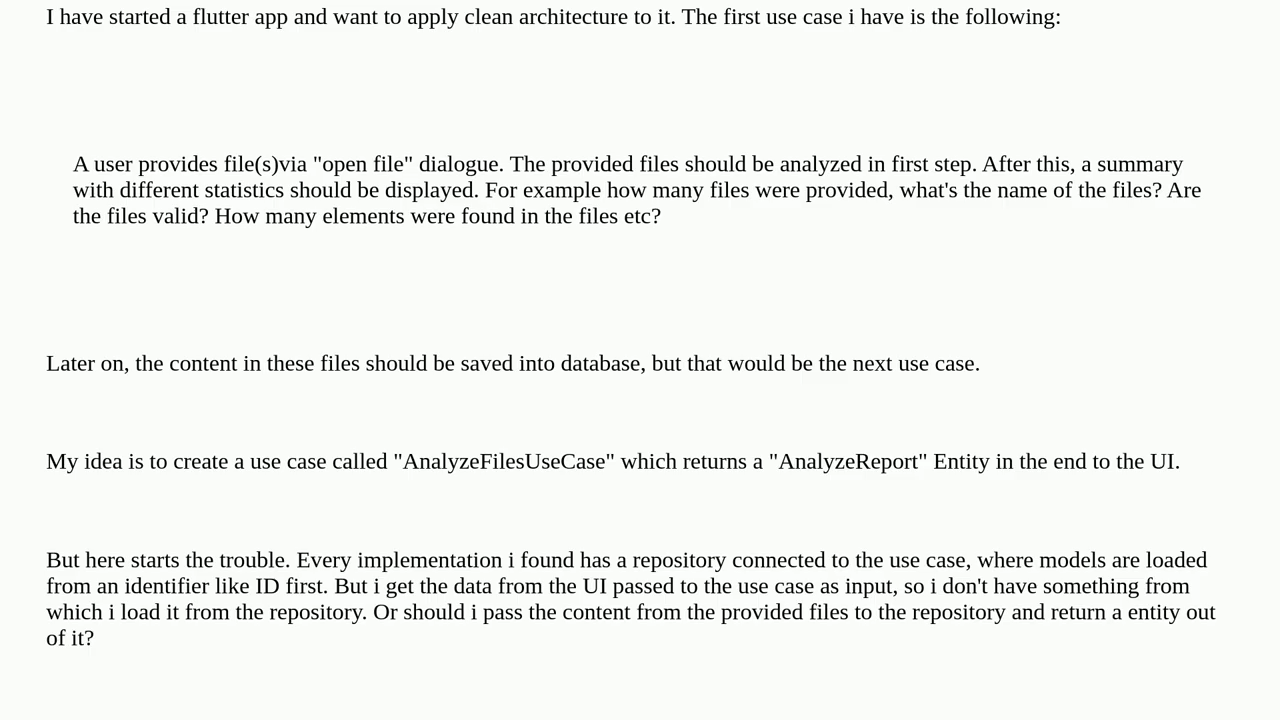 I have started a flutter app and want to apply clean architecture to it. The first use case i have is the following:
A user provides file(s)via "open file" dialogue. The provided files should be analyzed in first step. After this, a summary
with different statistics should be displayed. For example how many files were provided, what's the name of the files? Are
the files valid? How many elements were found in the files etc?
Later on, the content in these files should be saved into database, but that would be the next use case.
My idea is to create a use case called "AnalyzeFilesUseCase" which returns a "AnalyzeReport" Entity in the end to the UI.
But here starts the trouble. Every implementation i found has a repository connected to the use case, where models are loaded
from an identifier like ID first. But i get the data from the UI passed to the use case as input, so i don't have something from
which i load it from the repository. Or should i pass the content from the provided files to the repository and return a entity out
of it?